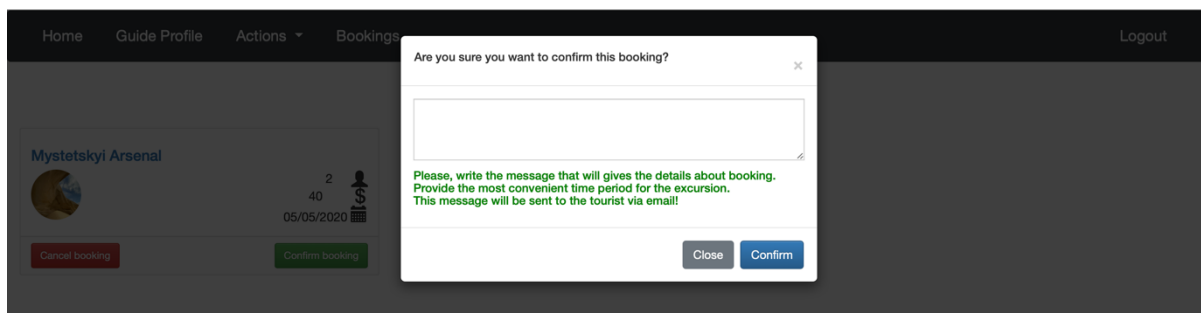 Home Guide Profile Actions Bookings Logout
Are you sure you want to confirm this booking?
×
Mystetskyi Arsenal
2
40 $
05/05/2020
Cancel booking Confirm booking
Please, write the message that will gives the details about booking.
Provide the most convenient time period for the excursion.
This message will be sent to the tourist via email!
Close Confirm